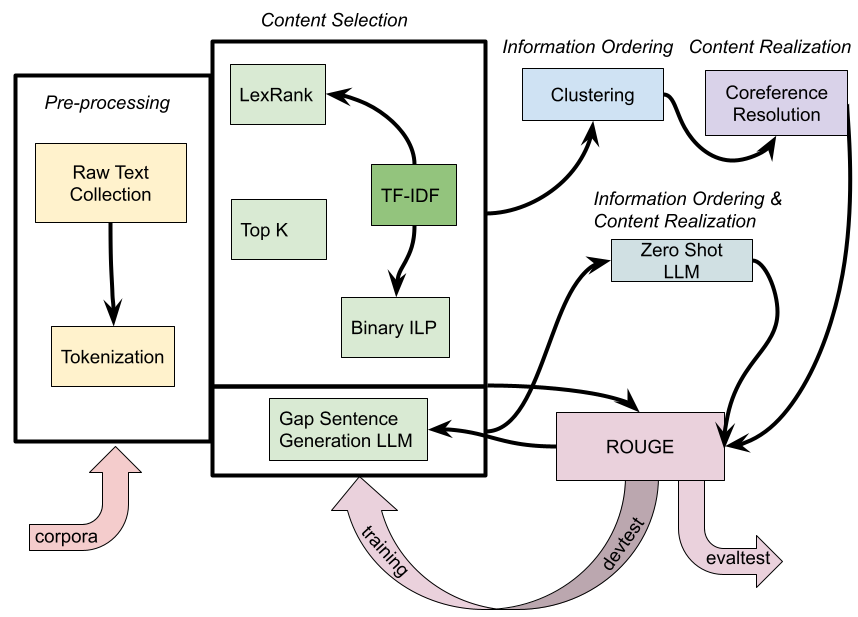 Content Selection
Information Ordering
Content Realization
Pre-processing
LexRank
Clustering
Coreference
Resolution
Raw Text
Collection
TF-IDF
Top K
Information Ordering &
Content Realization
Zero Shot
LLM
Tokenization
Binary ILP
Gap Sentence
Generation LLM
ROUGE
corpora
training
devtest
evaltest